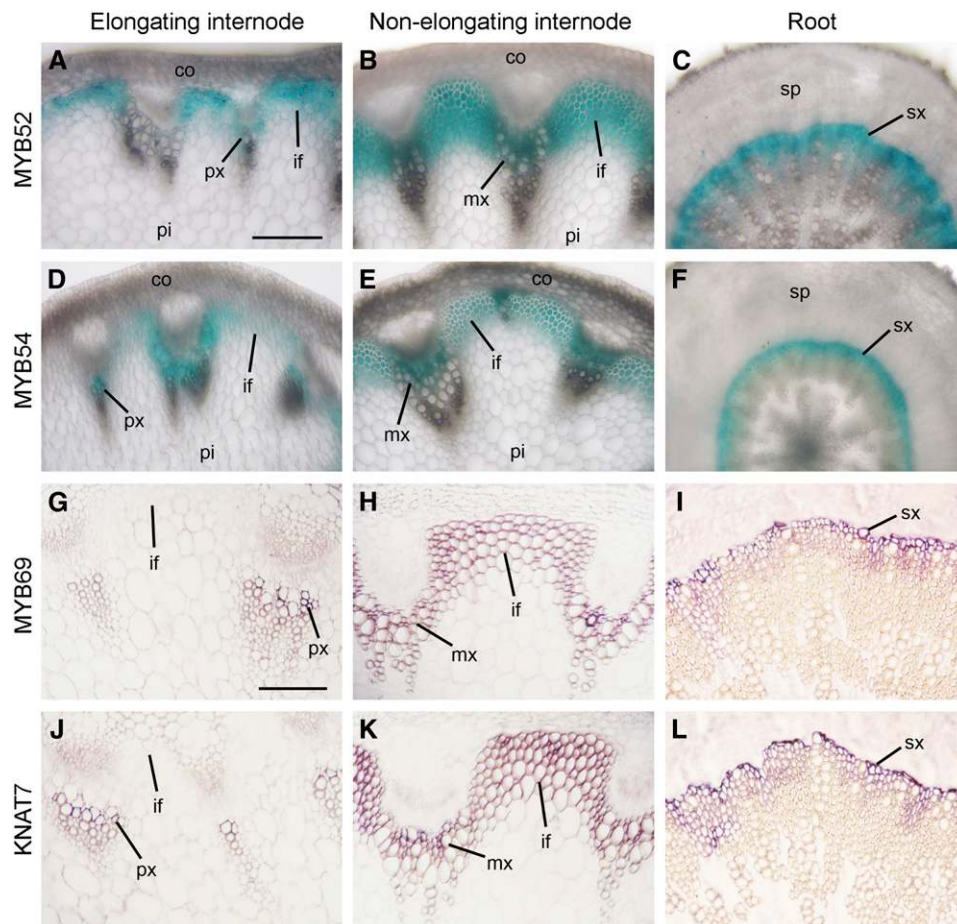 Elongating internode Non-elongating internode Root
MYB52
A
co
px
if
pi
B
co
mx
if
pi
C
sp
sx
MYB54
D
co
px
if
pi
E
co
if
mx
pi
F
sp
sx
MYB69
G
if
px
H
if
mx
I
sx
KNAT7
J
if
px
K
if
mx
L
sx